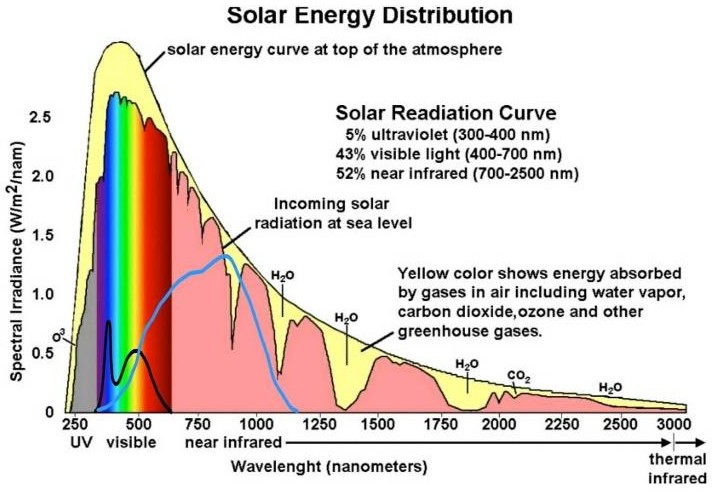 Solar Energy Distribution
solar energy curve at top of the atmosphere
Solar Readiation Curve
5% ultraviolet (300-400 nm)
43% visible light (400-700 nm)
52% near infrared (700-2500 nm)
Incoming solar
radiation at sea level
Yellow color shows energy absorbed
by gases in air including water vapor,
carbon dioxide,ozone and other
greenhouse gases.
Spectral Irradiance (W/m2/nam)
2.5
2.0
1.5
1.0
0.5
0
O3
H2O
H2O
H2O
CO2
H2O
250 500 750 1000 1250 1500 1750 2000 2250 2500 3000
UV visible near infrared
thermal
infrared
Wavelenght (nanometers)